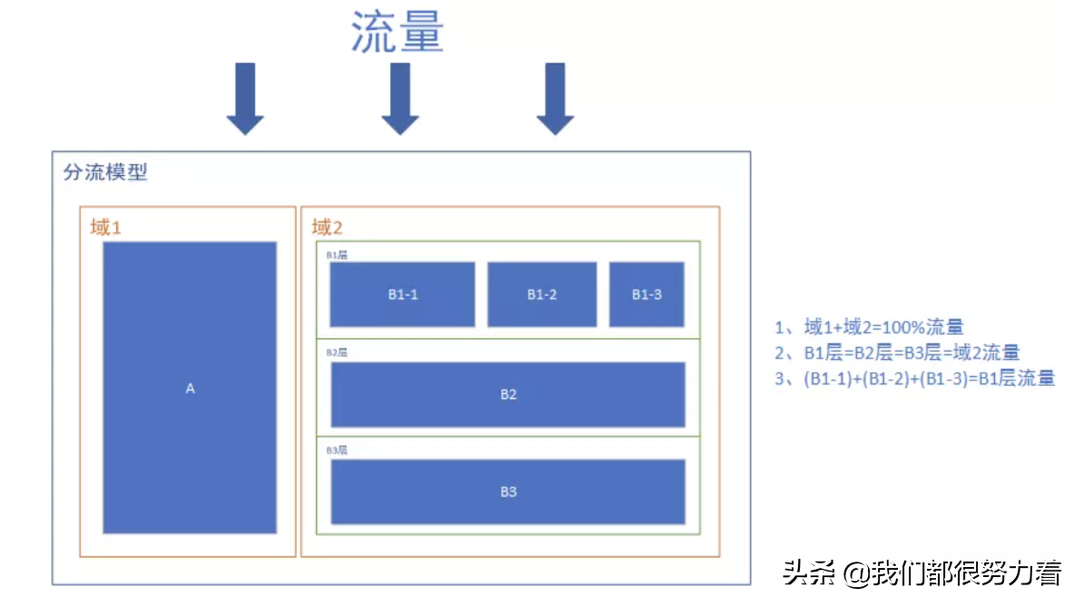 流量
分流模型
域1
域2
B1层
B1-1
B1-2
B1-3
B2层
A
B2
B3层
B3
1、域1+域2=100%流量
2、B1层=B2层=B3层=域2流量
3、(B1-1)+(B1-2)+(B1-3)=B1层流量
头条 @我们都很努力着